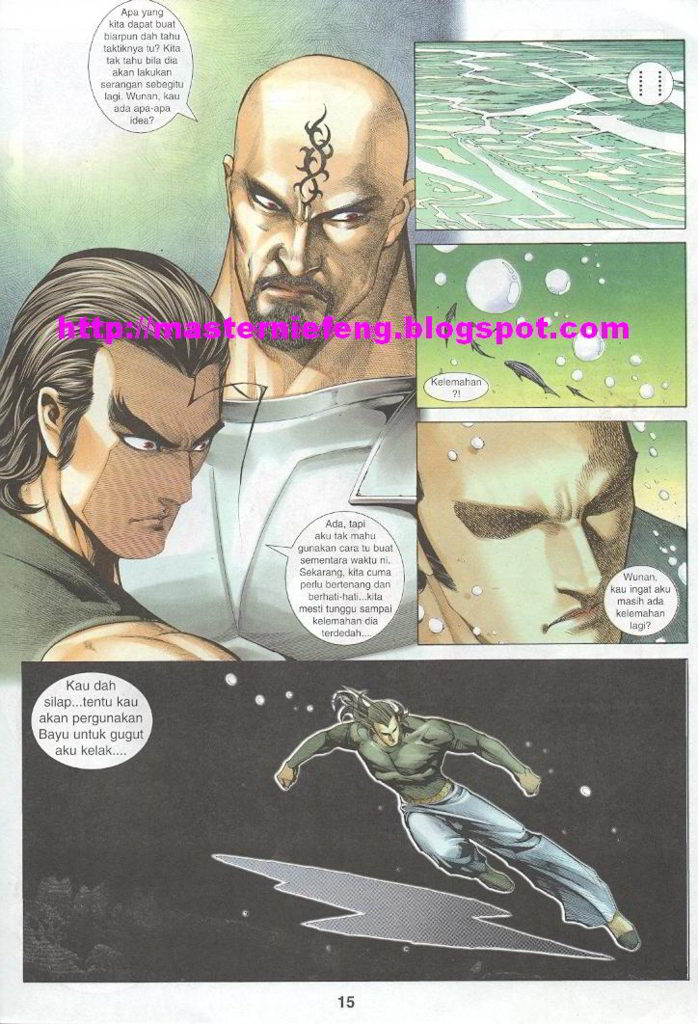 Apa yang
kita dapat buat
biarpun dah tahu
taktiknya tu? Kita
tak tahu bila dia
akan lakukan
serangan sebegitu
lagi. Wunan, kau
ada apa-apa
idea?
http://masterniefeng.blogspot.com
Ada, tapi
aku tak mahu
gunakan cara tu buat
sementara waktu ni.
Sekarang, kita cuma
perlu bertenang dan
berhati-hati...kita
mesti tunggu sampai
kelemahan dia
terdedah....
Kelemahan
?!
Wunan,
kau ingat aku
masih ada
kelemahan
lagi?
Kau dah
silap...tentu kau
akan pergunakan
Bayu untuk gugut
aku kelak....
15